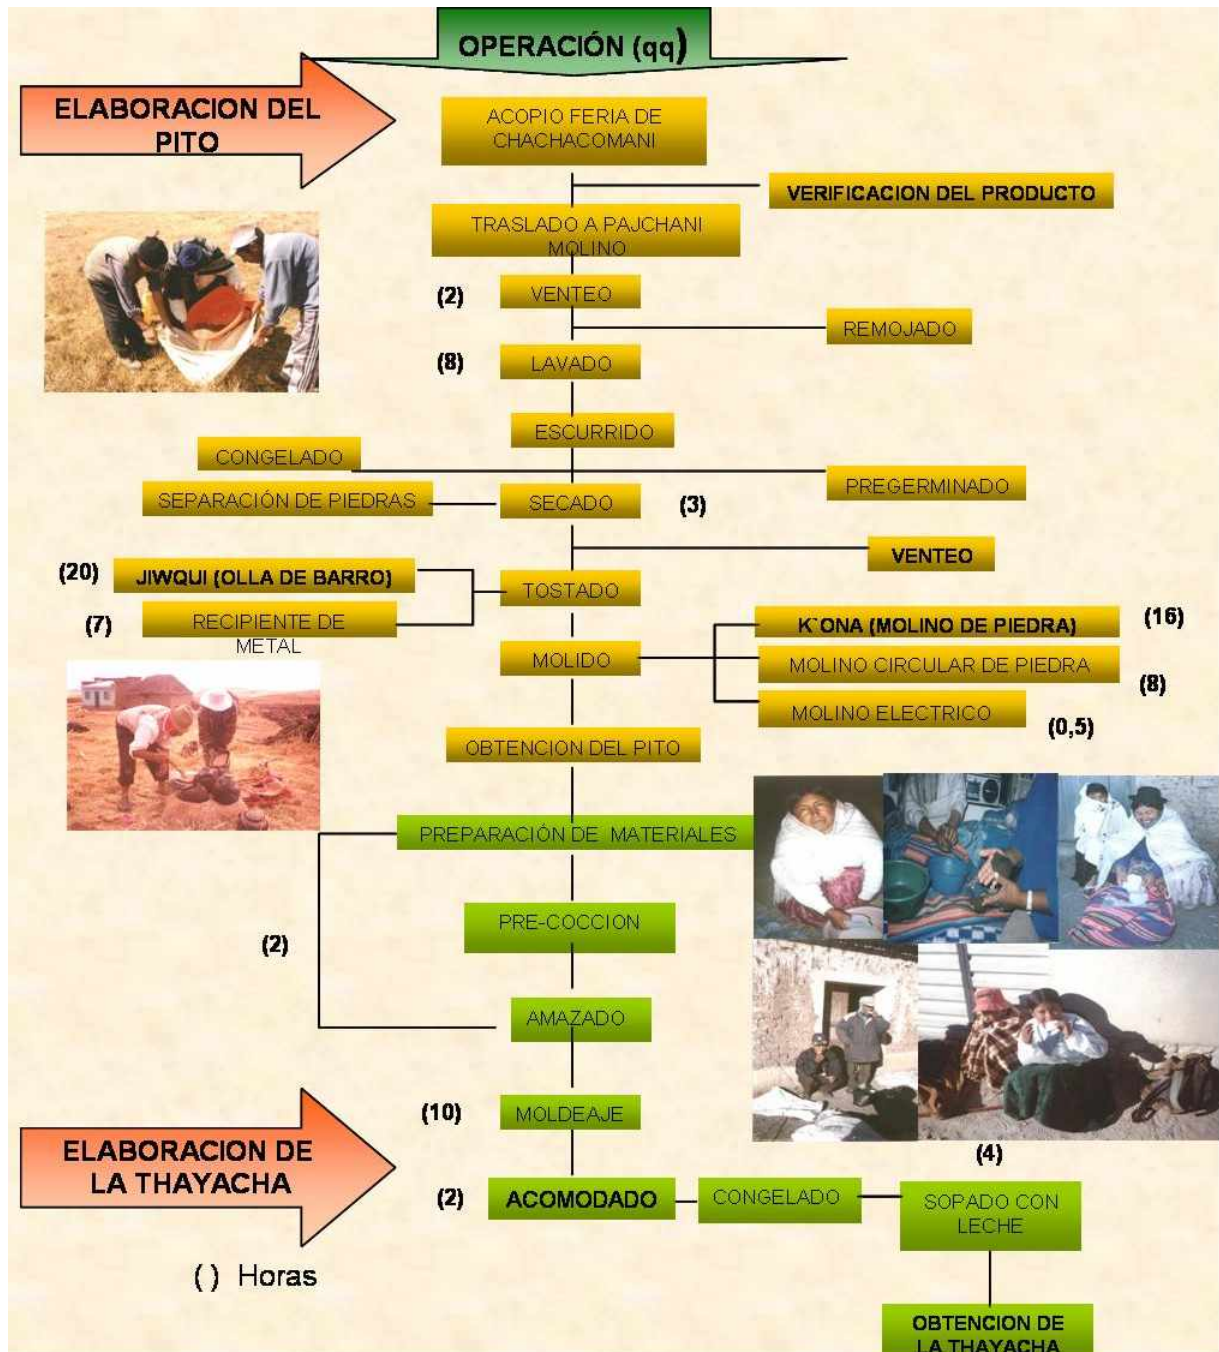 OPERACIÓN (qq)
ELABORACION DEL
PITO
ACOPIO FERIA DE
CHACHACOMANI
VERIFICACION DEL PRODUCTO
TRASLADO A PAJCHANI
MOLINO
(2)
VENTEO
REMOJADO
(8)
LAVADO
ESCURRIDO
CONGELADO
PREGERMINADO
SEPARACIÓN DE PIEDRAS
SECADO
(3)
VENTEO
(20)
JIWQUI (OLLA DE BARRO)
TOSTADO
(7)
RECIPIENTE DE
METAL
K`ONA (MOLINO DE PIEDRA)
(16)
MOLIDO
MOLINO CIRCULAR DE PIEDRA
(8)
MOLINO ELECTRICO
(0,5)
OBTENCION DEL PITO
PREPARACIÓN DE MATERIALES
PRE-COCCION
(2)
AMAZADO
(10)
MOLDEAJE
ELABORACION DE
LA THAYACHA
(4)
(2)
ACOMODADO
CONGELADO
SOPADO CON
LECHE
( ) Horas
OBTENCION DE
LA THAYACHA